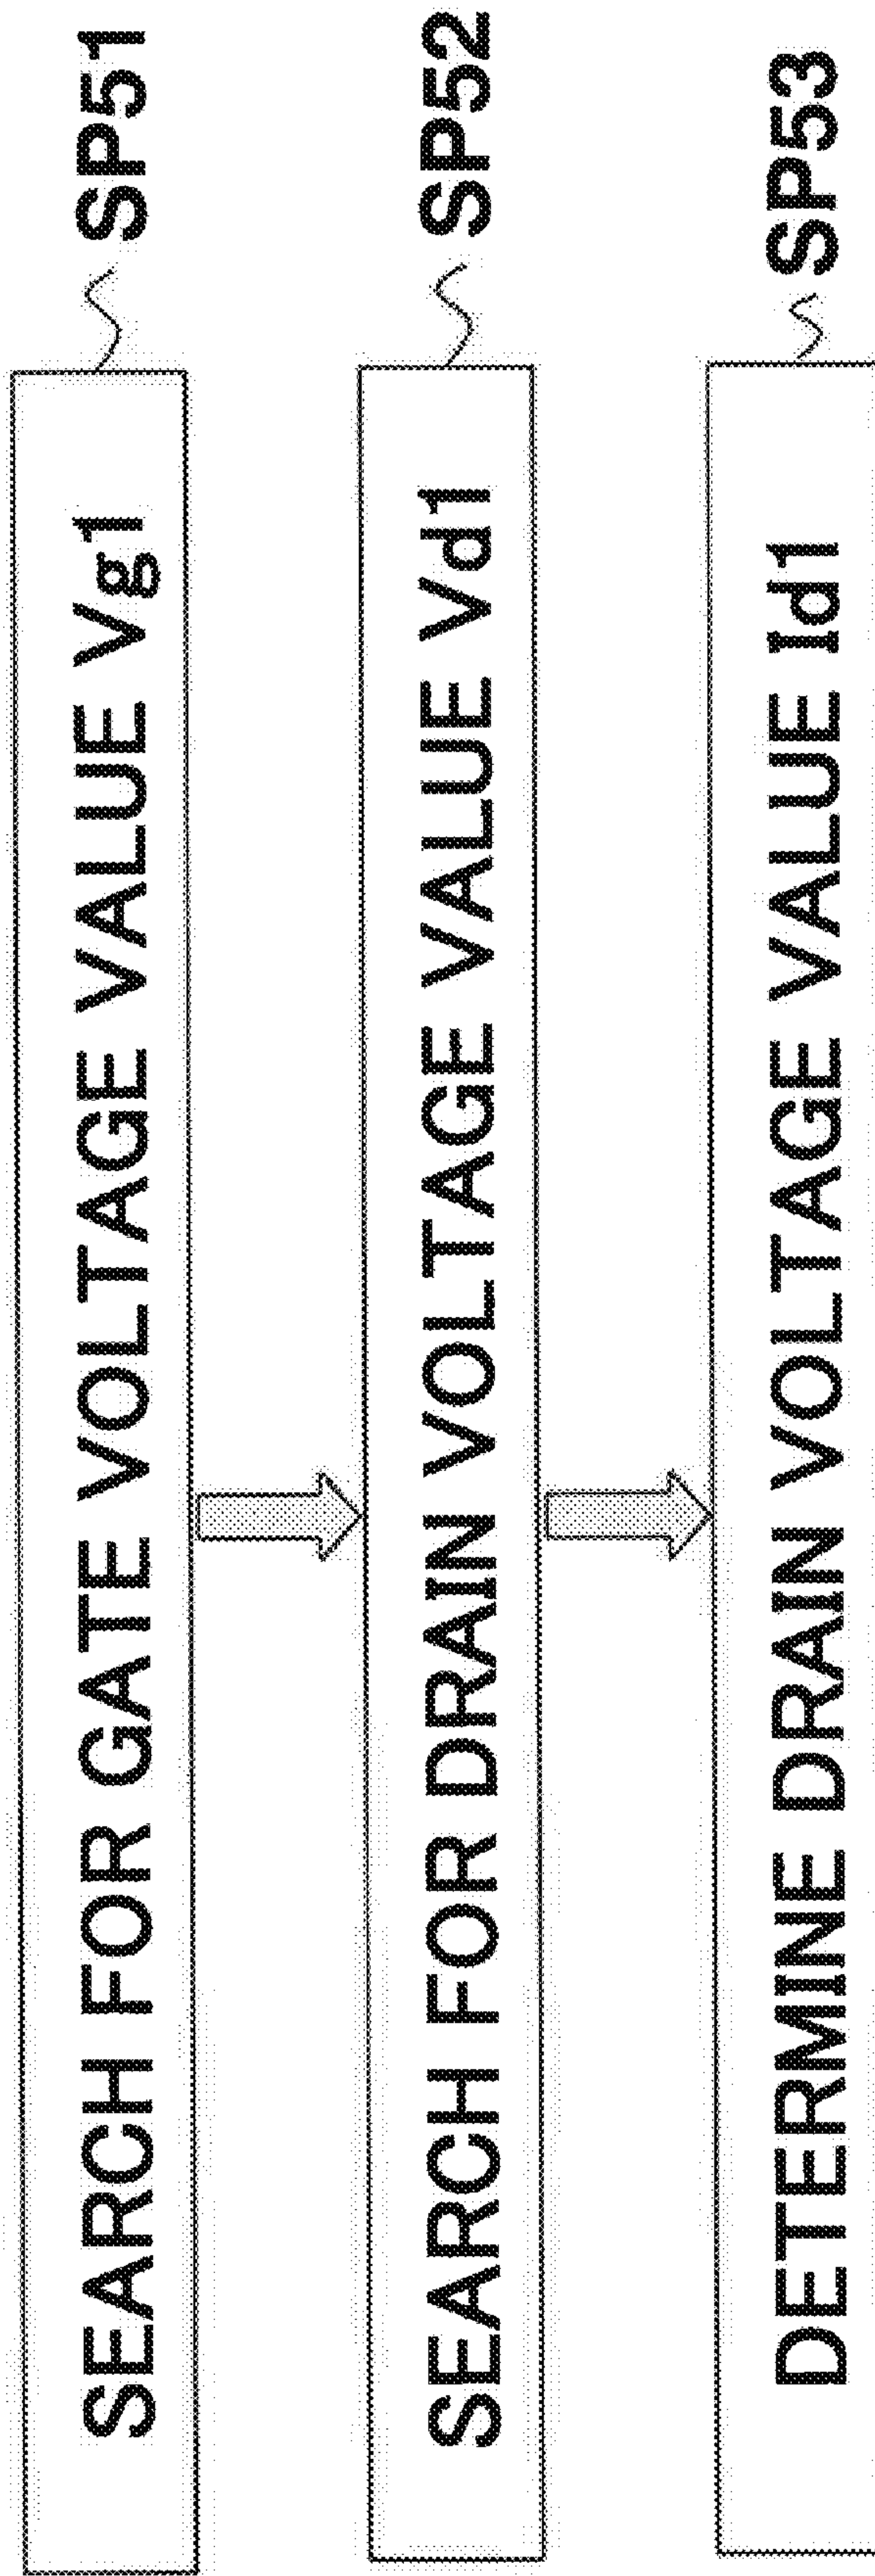 SEARCH FOR GATE VOLTAGE VALUE Vg1 SP51
SEARCH FOR DRAIN VOLTAGE VALUE Vd1 SP52
DETERMINE DRAIN VOLTAGE VALUE Id1 SP53